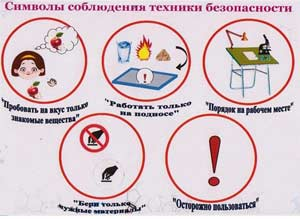 Символы соблюдения техники безопасности
"Пробовать на вкус только
знакомые вещества"
"Работать только
на подносе"
"Порядок на рабочем месте"
"Бери только
нужные материалы"
"Осторожно пользоваться"